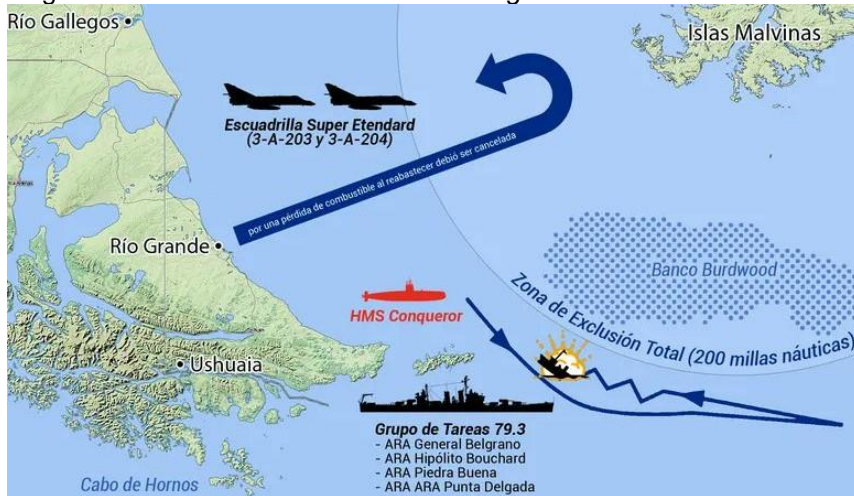 Río Gallegos
Islas Malvinas
Escuadrilla Super Etendard
(3-A-203 y 3-A-204)
por una pérdida de combustible al reabastecer debió ser cancelada
Río Grande
Banco Burdwood
HMS Conqueror
Zona de Exclusión Total (200 millas náuticas)
Ushuaia
Grupo de Tareas 79.3
- ARA General Belgrano
- ARA Hipólito Bouchard
- ARA Piedra Buena
- ARA ARA Punta Delgada
Cabo de Hornos